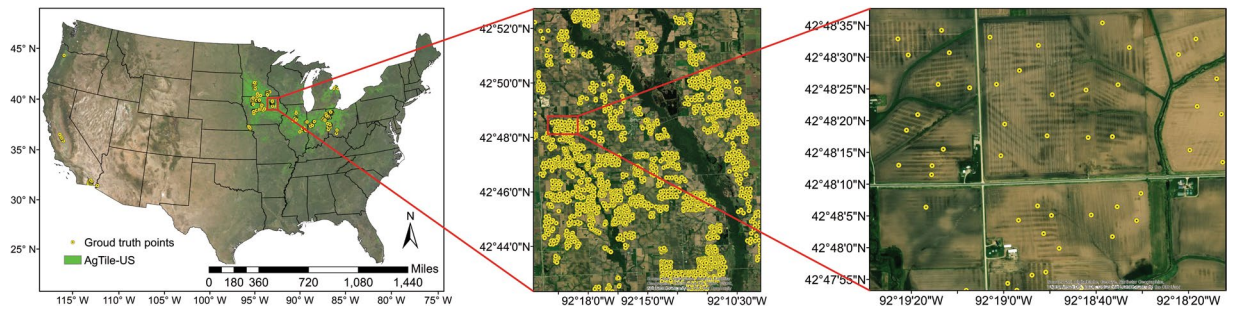 45°N
40°N
35°N
30°N
25°N
Groud truth points
AgTile-US
N
Miles
0 180 360 720 1,080 1,440
115°W 110°W 105°W 100°W 95°W 90°W 85°W 80°W 75°W
42°52'0"N
42°50'0"N
42°48'0"N
42°46'0"N
42°44'0"N
92°18'0"W 92°15'0"W 92°10'30"W
42°48'35"N
42°48'30"N
42°48'25"N
42°48'20"N
42°48'15"N
42°48'10"N
42°48'5"N
42°48'0"N
42°47'55"N
92°19'20"W 92°19'0"W 92°18'40"W 92°18'20"W